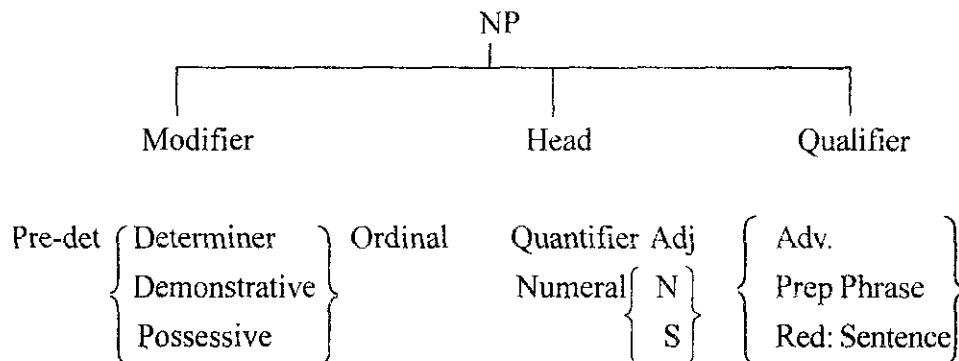 NP
Modifier Head Qualifier
Pre-det Determiner Ordinal Quantifier Adj Adv.
Demonstrative Numeral N Prep Phrase
Possessive S Red: Sentence